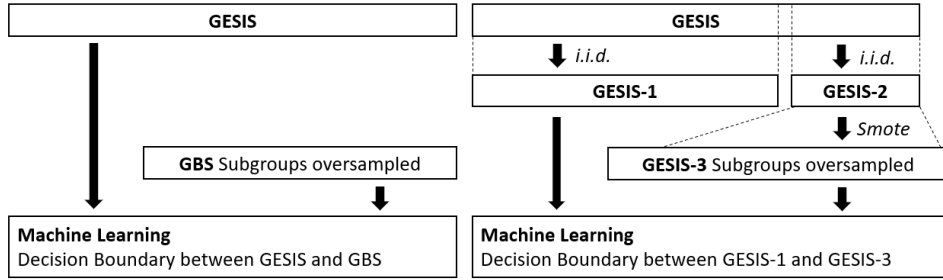 GESIS
GBS Subgroups oversampled
Machine Learning
Decision Boundary between GESIS and GBS
GESIS
i.i.d.
i.i.d.
GESIS-1
GESIS-2
Smote
GESIS-3 Subgroups oversampled
Machine Learning
Decision Boundary between GESIS-1 and GESIS-3